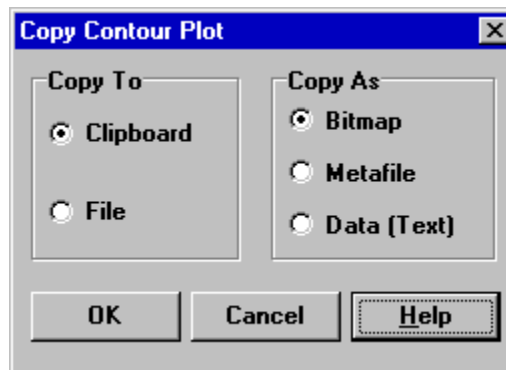 Copy Contour Plot
Copy To
Clipboard
File
Copy As
Bitmap
Metafile
Data (Text)
OK
Cancel
Help